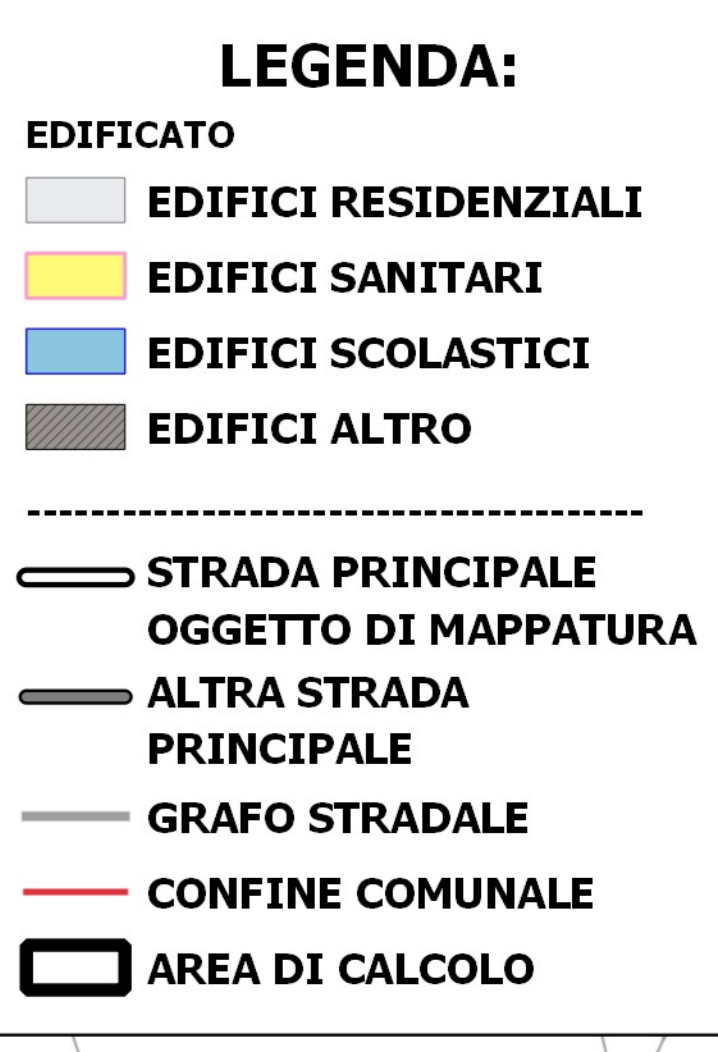 LEGENDA:
EDIFICATO
EDIFICI RESIDENZIALI
EDIFICI SANITARI
EDIFICI SCOLASTICI
EDIFICI ALTRO
---------------------------------------
STRADA PRINCIPALE
OGGETTO DI MAPPATURA
ALTRA STRADA
PRINCIPALE
GRAFO STRADALE
CONFINE COMUNALE
AREA DI CALCOLO